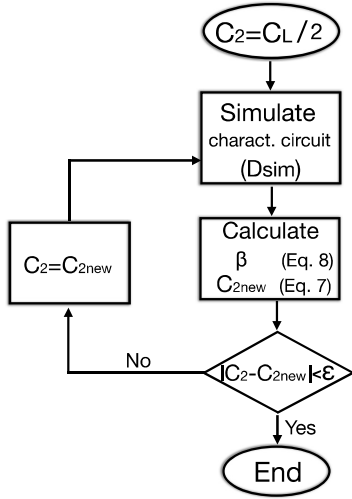 C₂=C_L/2
Simulate
charact. circuit
(Dsim)
Calculate
β (Eq. 8)
C₂new (Eq. 7)
C₂=C₂new
|C₂-C₂new|<ε
No
Yes
End